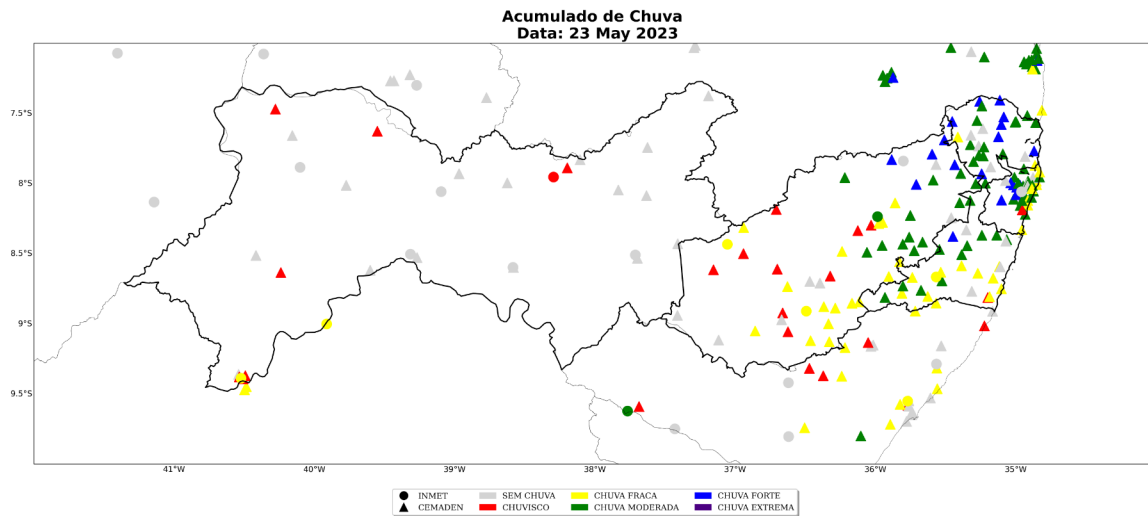 Acumulado de Chuva
Data: 23 May 2023
7.5°S
8°S
8.5°S
9°S
9.5°S
41°W 40°W 39°W 38°W 37°W 36°W 35°W
INMET SEM CHUVA CHUVA FRACA CHUVA FORTE
CEMADEN CHUVISCO CHUVA MODERADA CHUVA EXTREMA